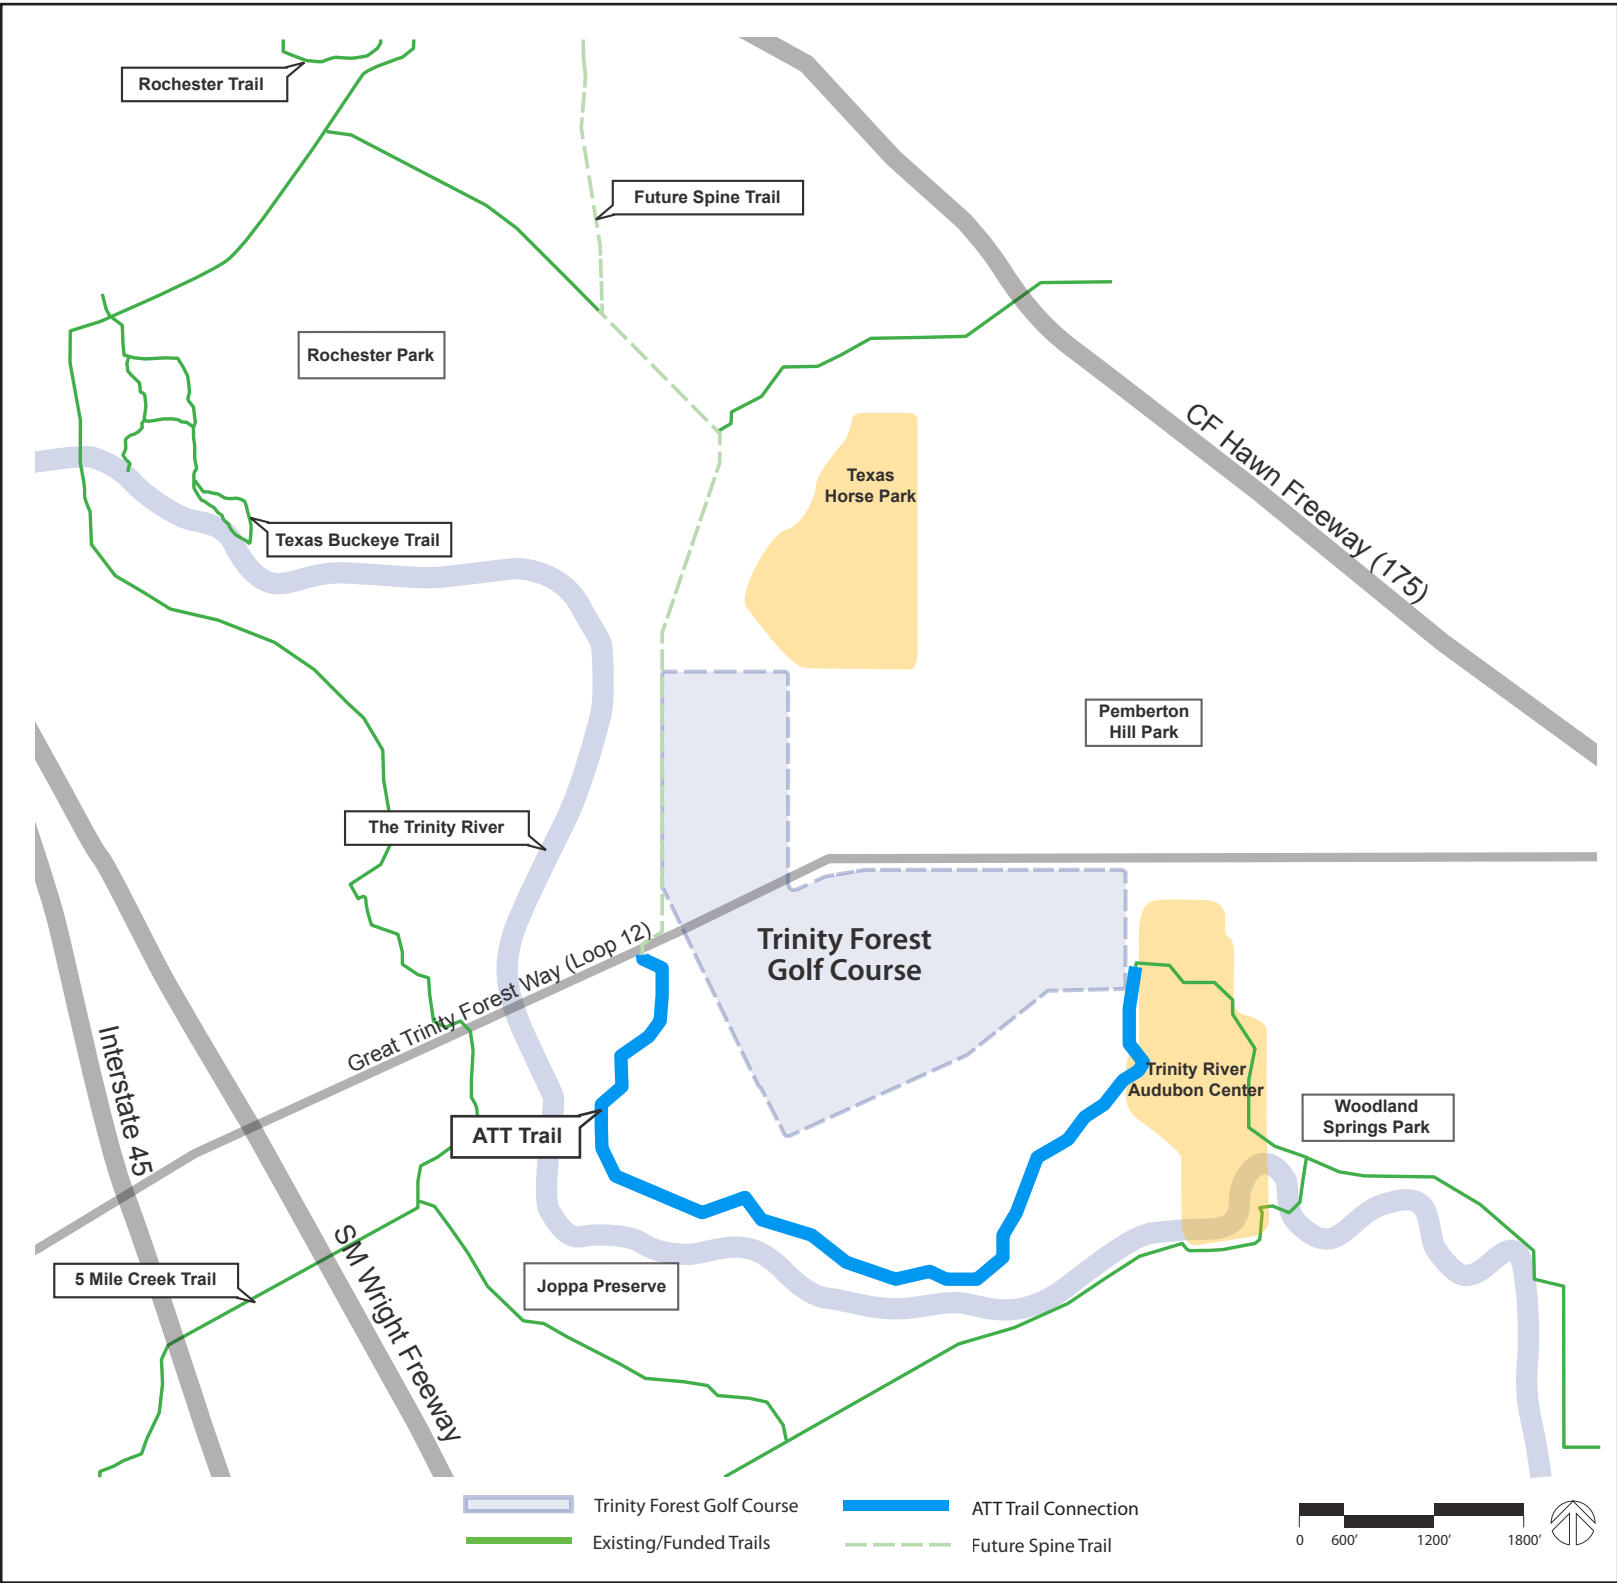 Rochester Trail
Future Spine Trail
Rochester Park
CF Hawn Freeway (175)
Texas
Horse Park
Texas Buckeye Trail
Pemberton
Hill Park
The Trinity River
Trinity Forest
Golf Course
Great Trinity Forest Way (Loop 12)
Interstate 45
Trinity River
Audubon Center
ATT Trail
Woodland
Springs Park
5 Mile Creek Trail
SM Wright Freeway
Joppa Preserve
Trinity Forest Golf Course
ATT Trail Connection
Existing/Funded Trails
Future Spine Trail
0 600' 1200' 1800'